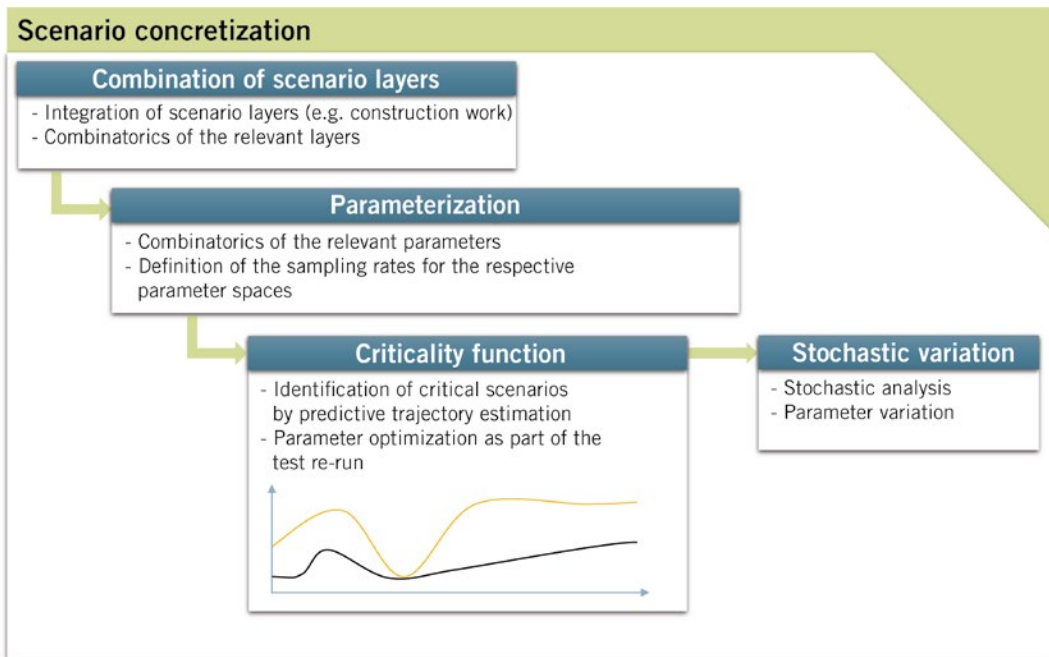 Scenario concretization
Combination of scenario layers
- Integration of scenario layers (e.g. construction work)
- Combinatorics of the relevant layers
Parameterization
- Combinatorics of the relevant parameters
- Definition of the sampling rates for the respective
parameter spaces
Criticality function
- Identification of critical scenarios
by predictive trajectory estimation
- Parameter optimization as part of the
test re-run
Stochastic variation
- Stochastic analysis
- Parameter variation